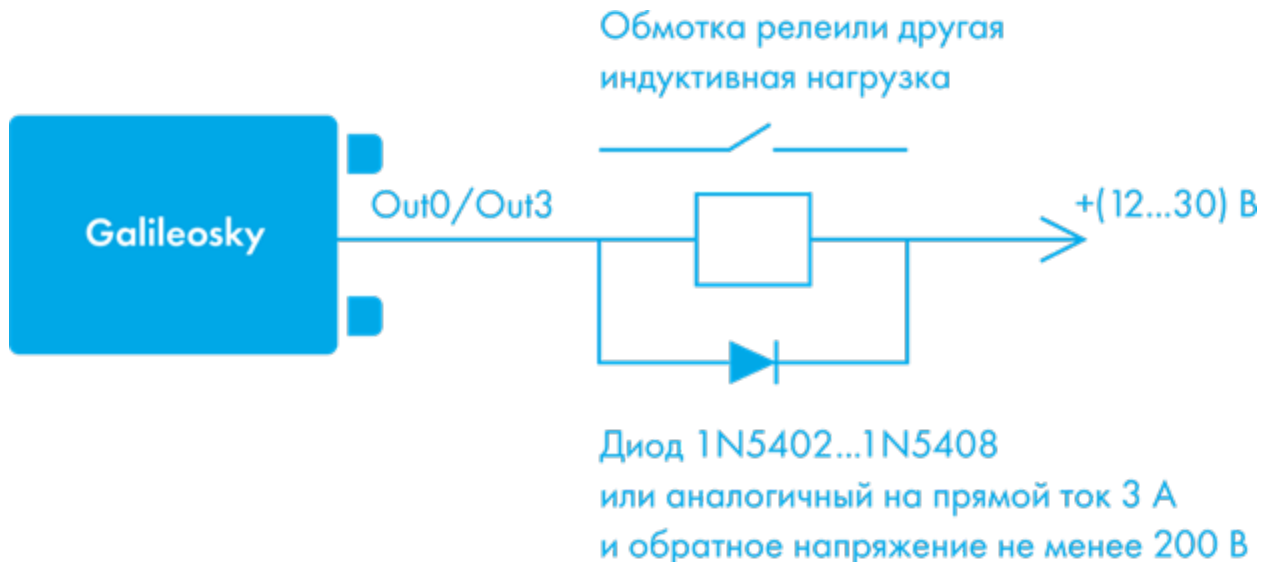 Обмотка релеили другая
индуктивная нагрузка
Galileosky
Out0/Out3
+(12...30) В
Диод 1N5402...1N5408
или аналогичный на прямой ток 3 А
и обратное напряжение не менее 200 В